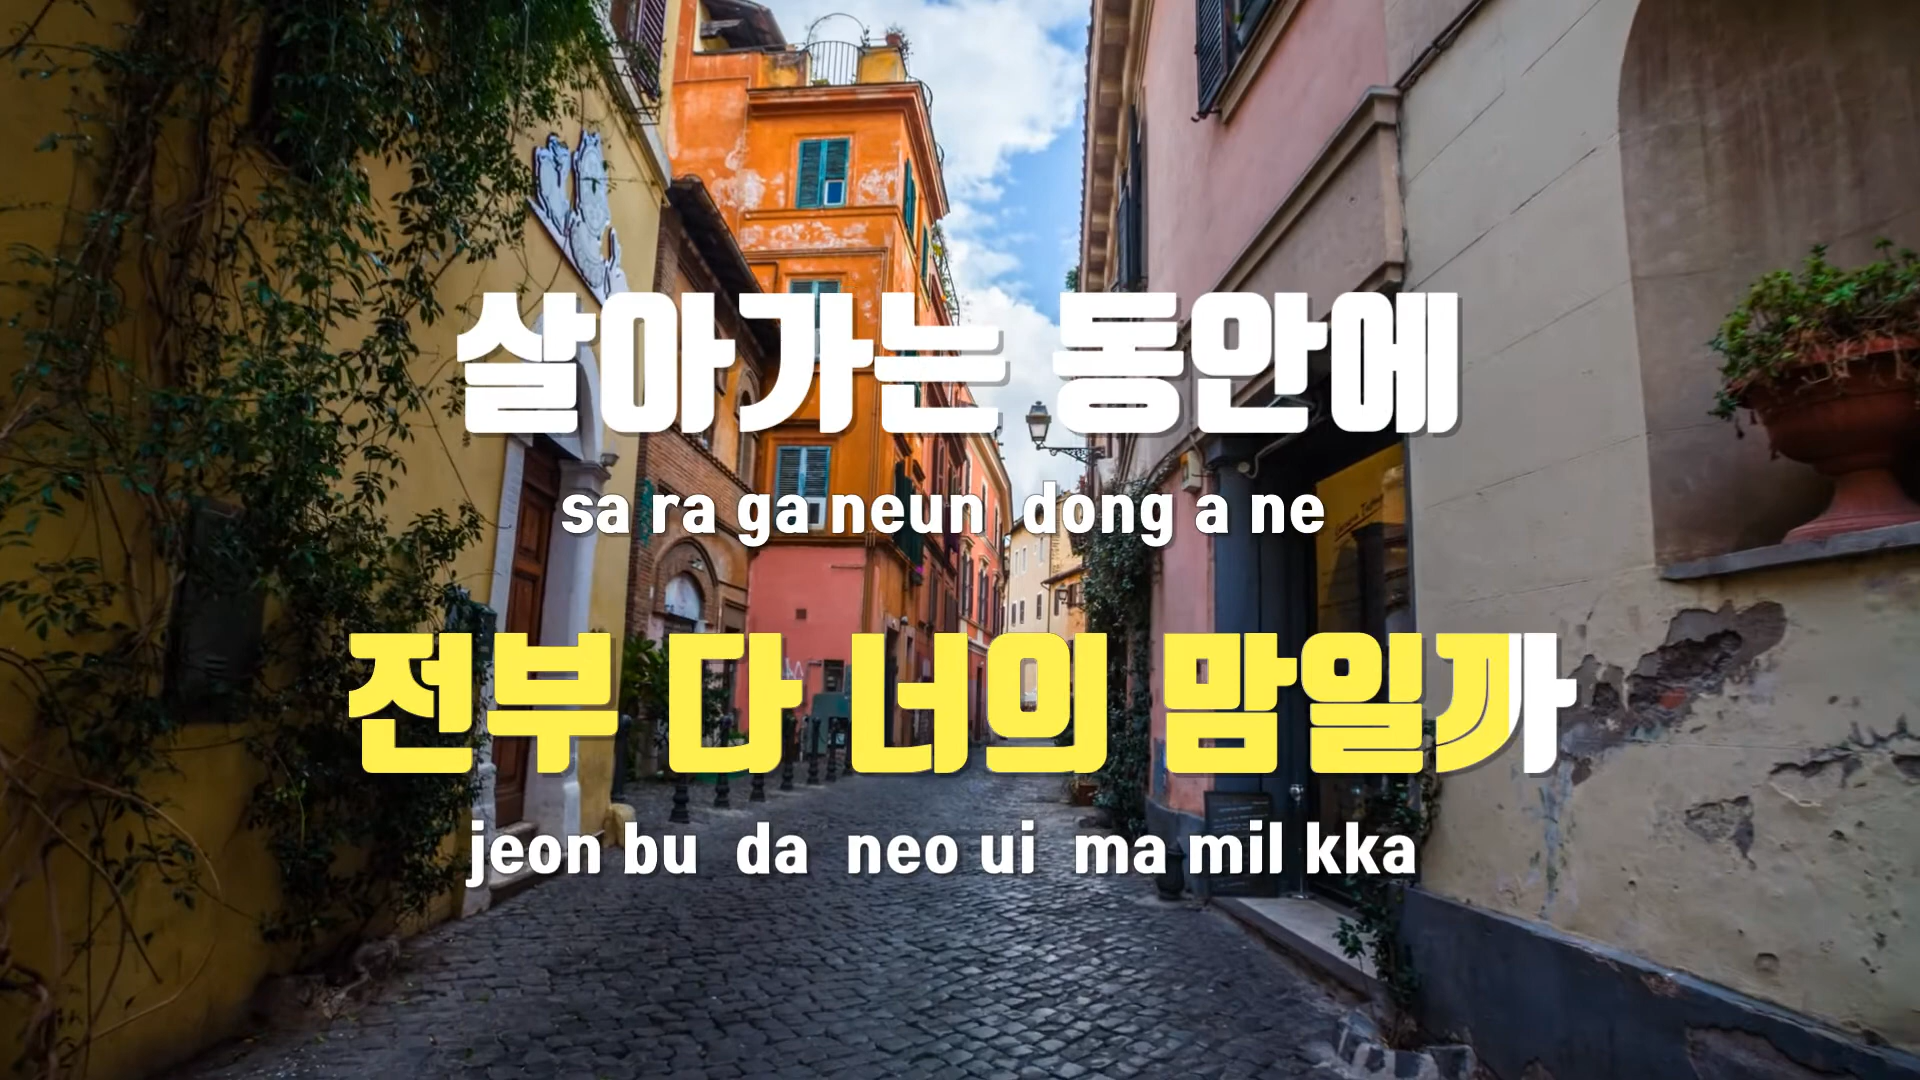 살아가는 동안에
sa ra ga neun dong a ne
전부 다 너의 맘일까
jeon bu da neo ui ma mil kka